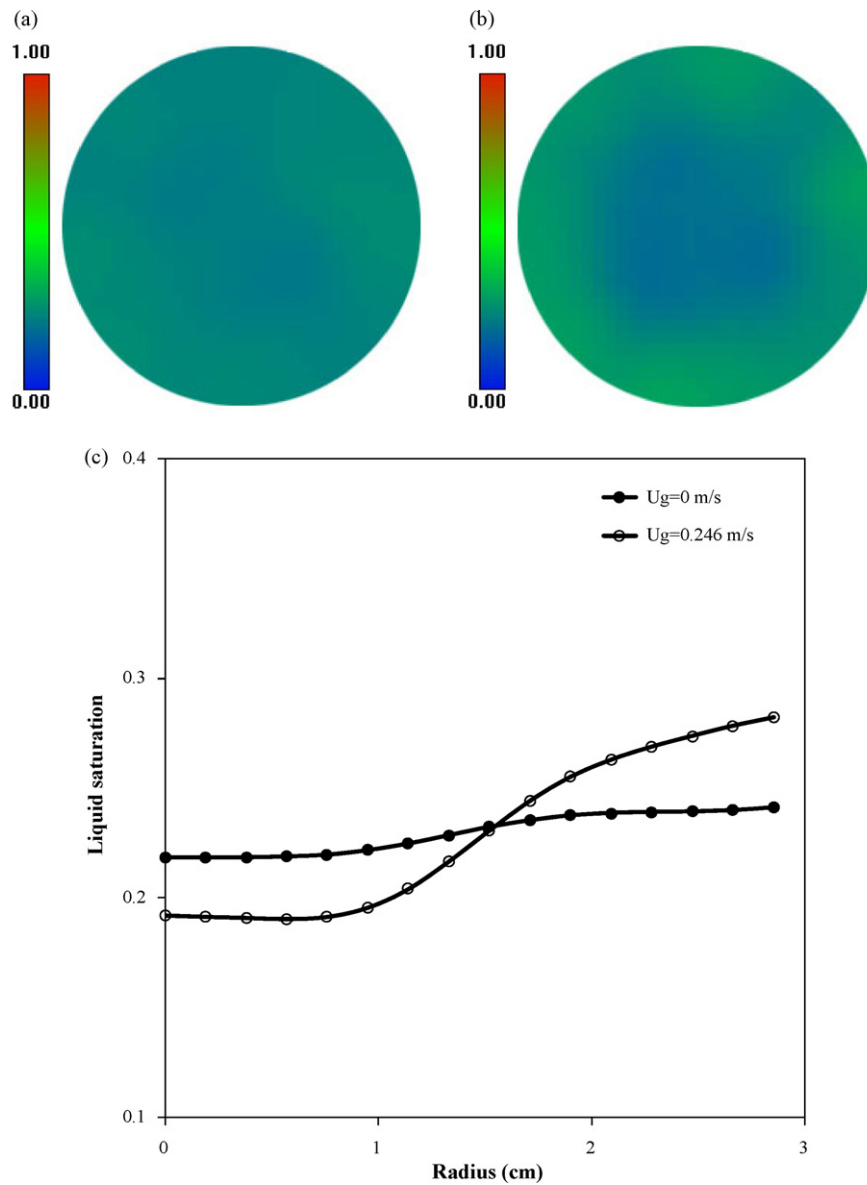 (a)
1.00
0.00
(b)
1.00
0.00
(c)
0.4
0.3
0.2
0.1
Liquid saturation
Ug=0 m/s
Ug=0.246 m/s
0 1 2 3
Radius (cm)